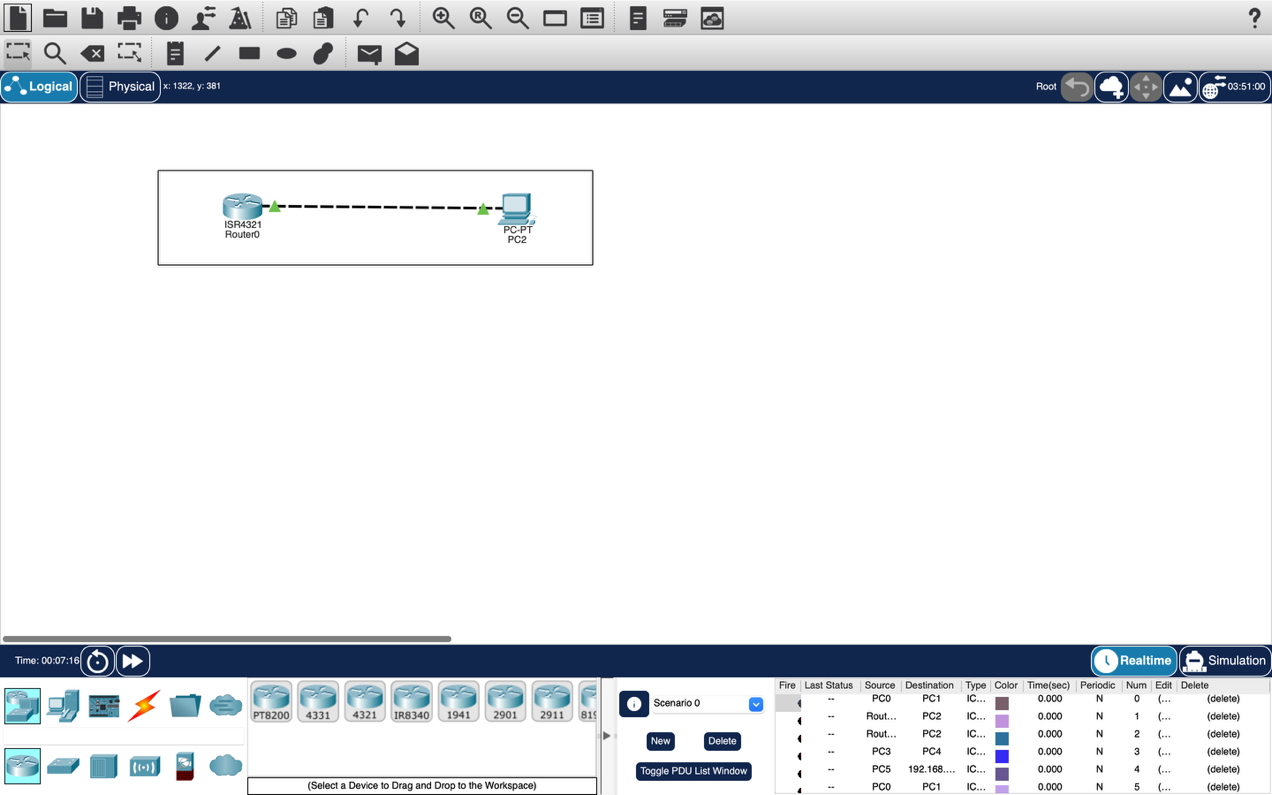 Logical
Physical
x: 1322, y: 381
Root
03:51:00
ISR4321
Router0
PC-PT
PC2
Time: 00:07:16
Realtime
Simulation
PT8200
4331
4321
IR8340
1941
2901
2911
819
(Select a Device to Drag and Drop to the Workspace)
Scenario 0
New
Delete
Toggle PDU List Window
Fire Last Status Source Destination Type Color Time(sec) Periodic Num Edit Delete
-- PC0 PC1 IC... 0.000 N 0 (... (delete)
-- Rout... PC2 IC... 0.000 N 1 (... (delete)
-- Rout... PC2 IC... 0.000 N 2 (... (delete)
-- PC3 PC4 IC... 0.000 N 3 (... (delete)
-- PC5 192.168.... IC... 0.000 N 4 (... (delete)
-- PC0 PC1 IC... 0.000 N 5 (... (delete)